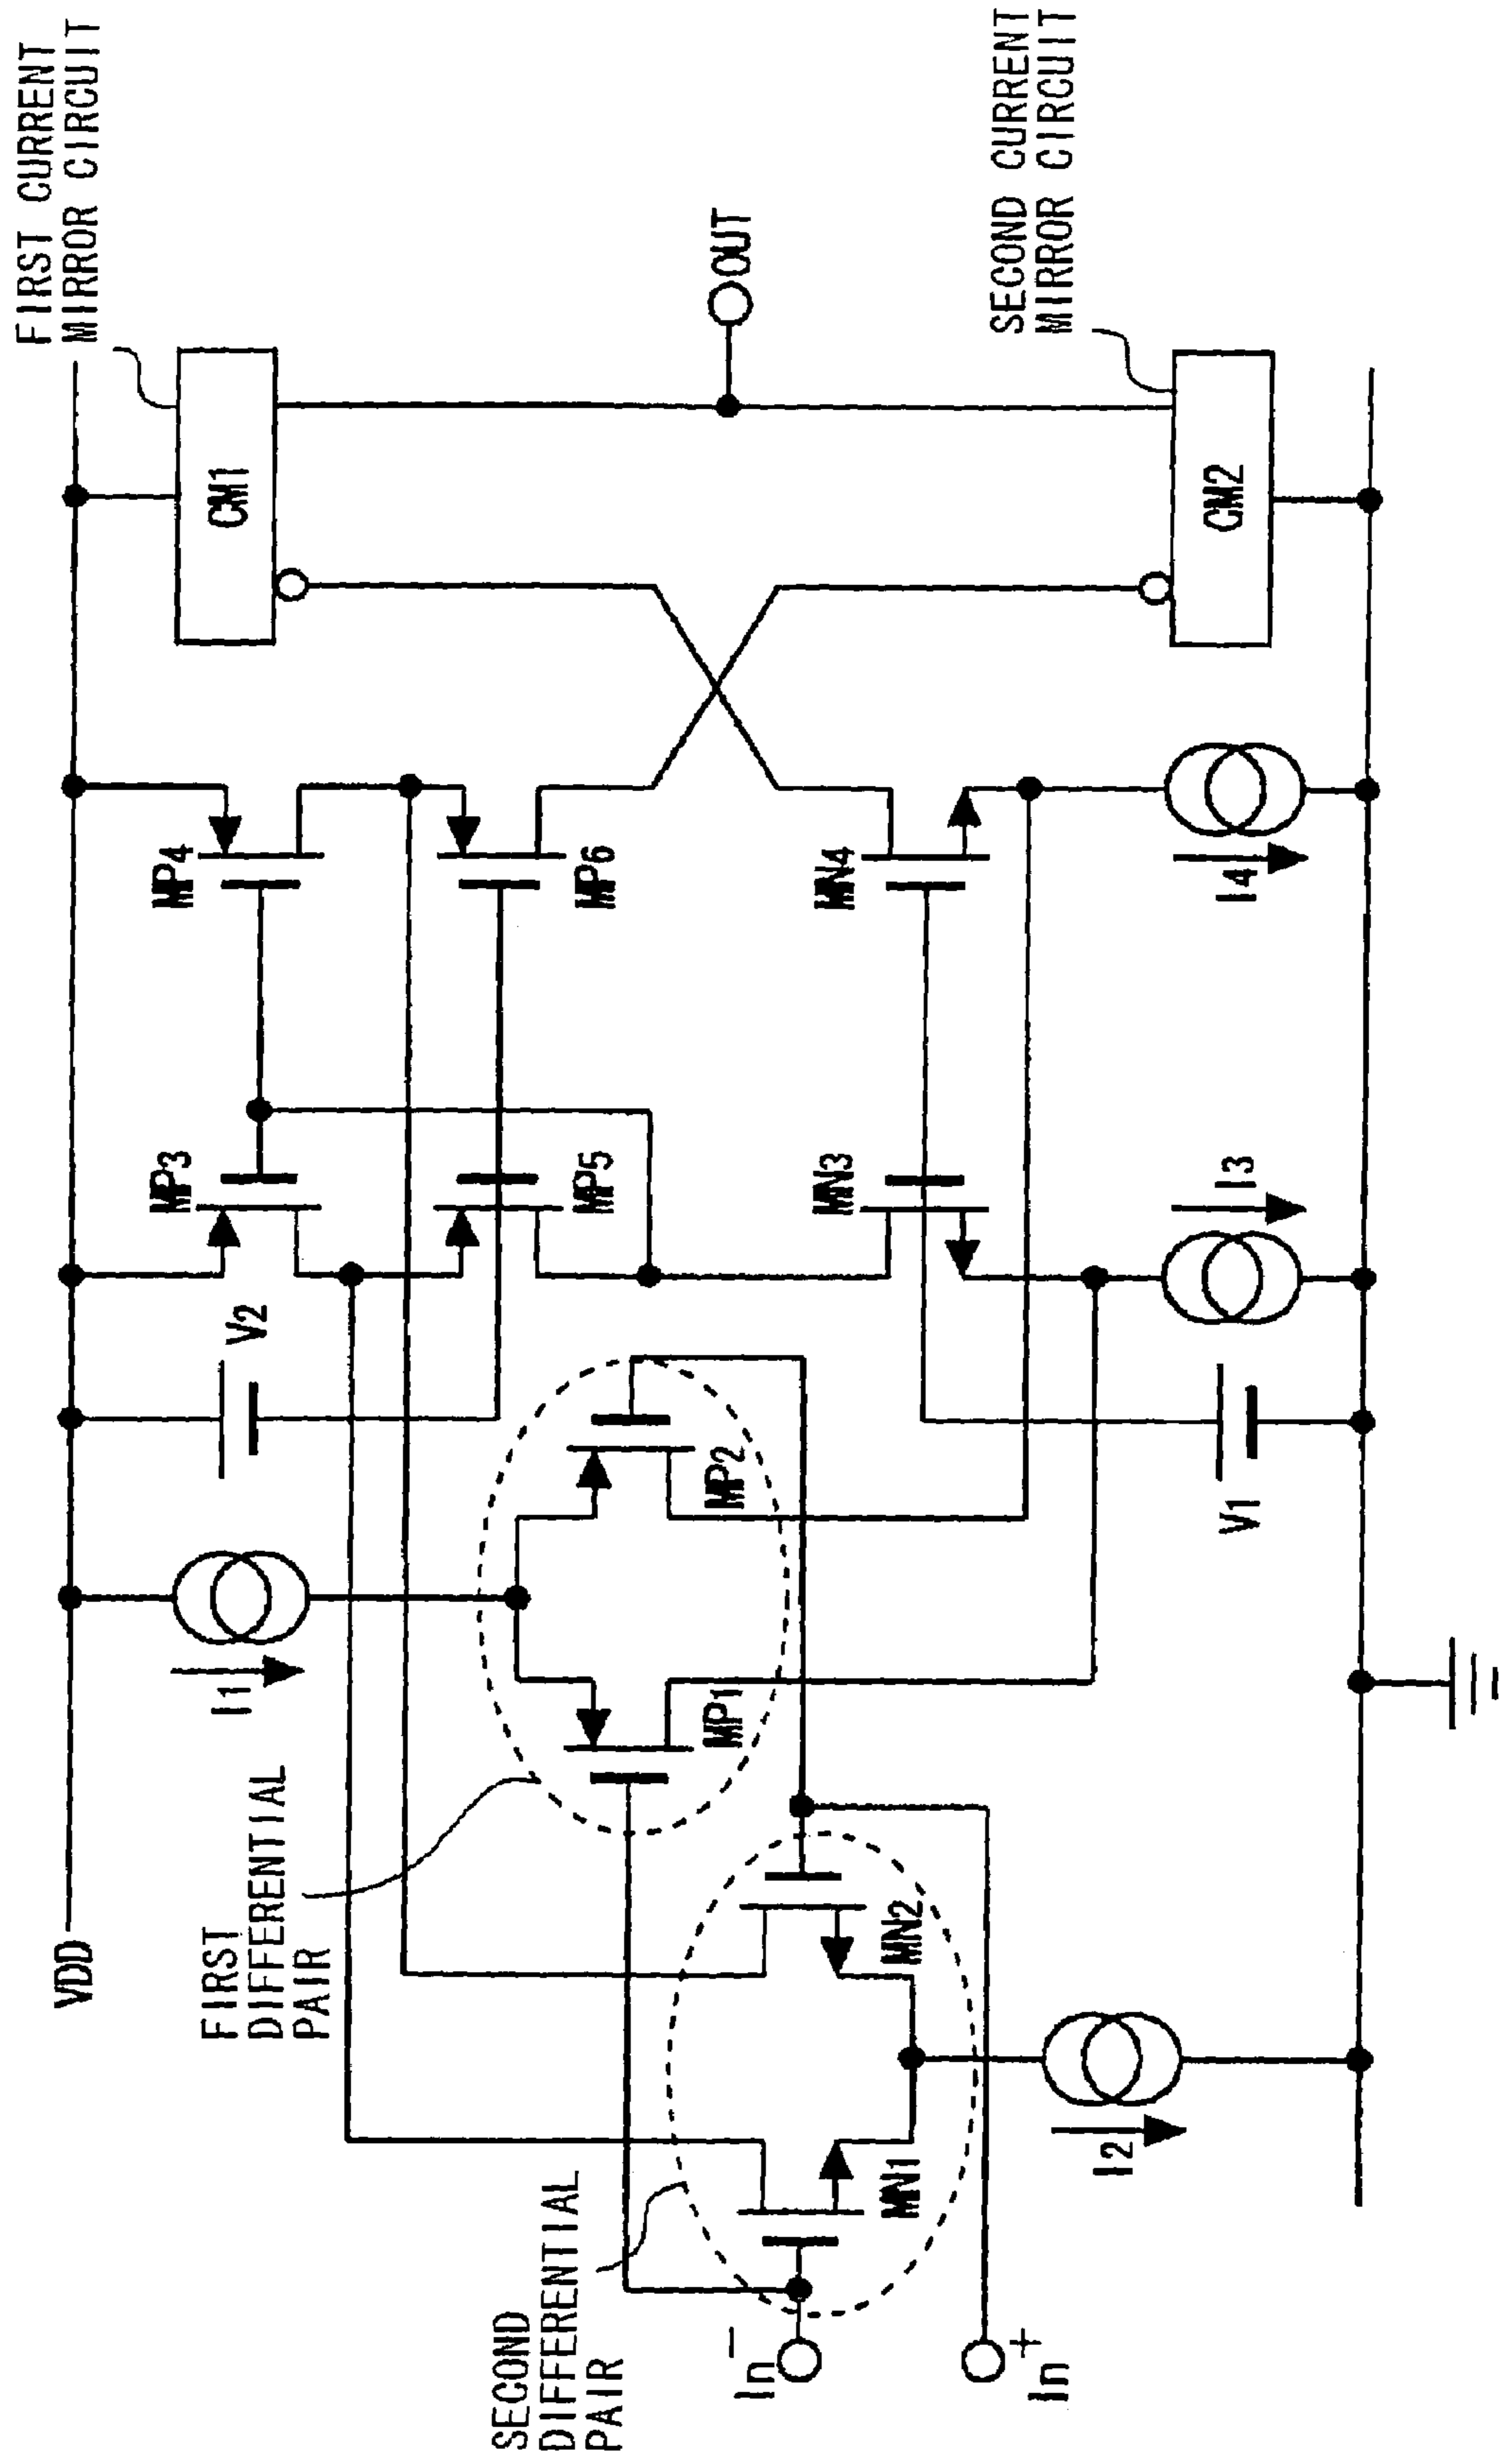 VDD
FIRST CURRENT
MIRROR CIRCUIT
I1
V2
MP3
MP4
CM1
FIRST
DIFFERENTIAL
PAIR
MP5
MP6
SECOND
DIFFERENTIAL
PAIR
MP1
MP2
OUT
In
−
MN1
MN2
MN3
MN4
In
+
SECOND CURRENT
MIRROR CIRCUIT
I2
V1
I3
I4
CM2